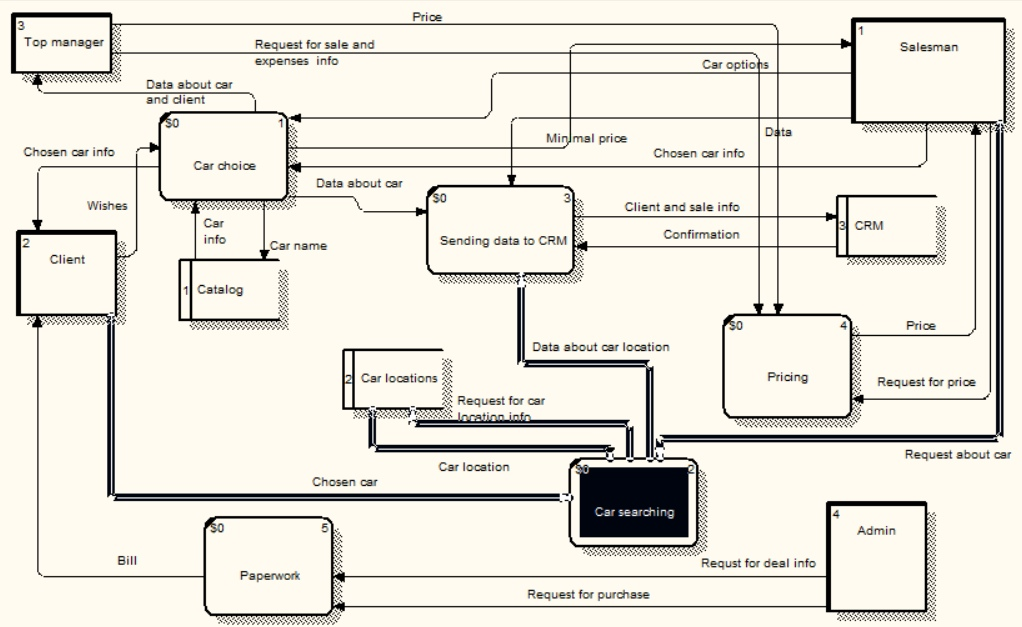 Price
3
Top manager
Request for sale and
expenses info
1
Salesman
Car options
Data about car
and client
$0
1
Car choice
Minimal price
Data
Chosen car info
Chosen car info
Data about car
Wishes
$0
3
Sending data to CRM
Client and sale info
Confirmation
3
CRM
Car
info
Car name
2
Client
1
Catalog
$0
4
Pricing
Price
Request for price
Data about car location
2
Car locations
Request for car
location info
Car location
Request about car
Chosen car
$0
2
Car searching
$0
5
Paperwork
Bill
4
Admin
Requst for deal info
Request for purchase